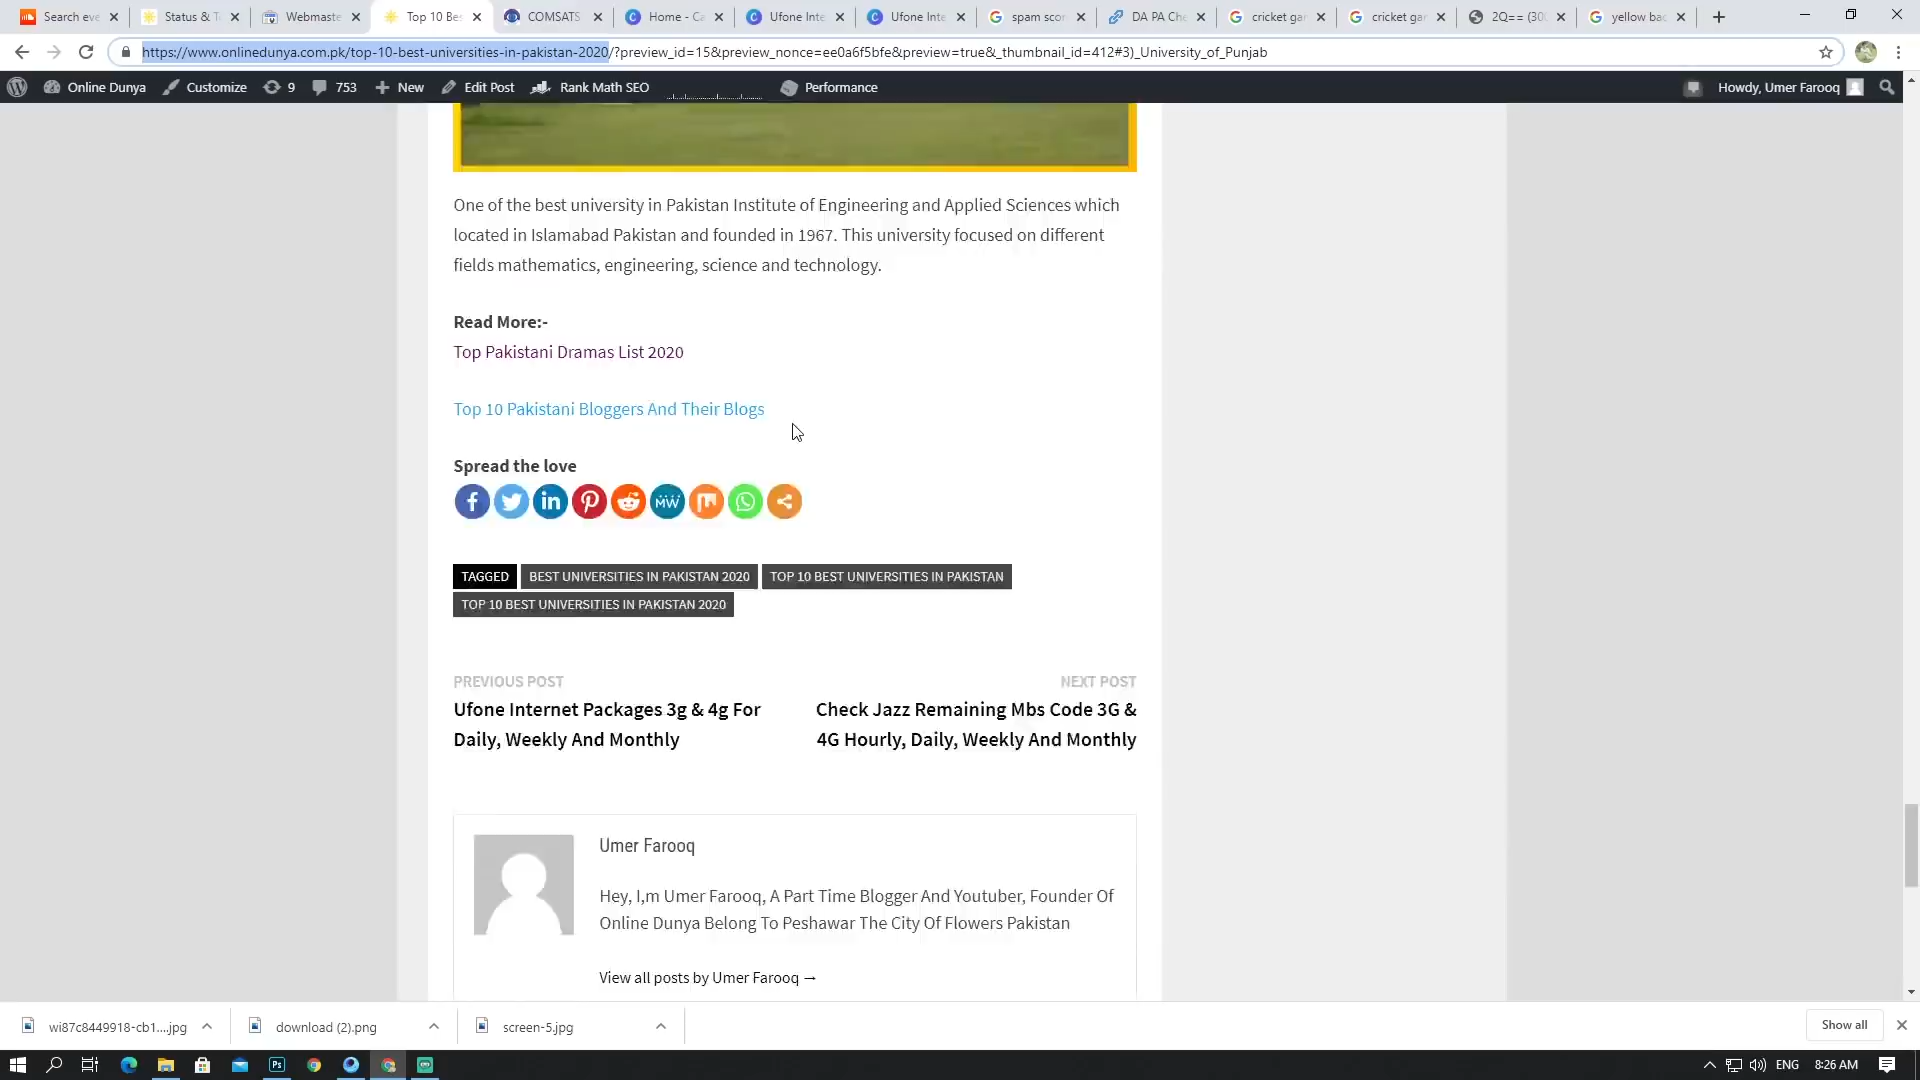 Search eve
Status & T
Webmaste
Top 10 Bes
COMSATS
Home - Ca
Ufone Inte
Ufone Inte
spam scor
DA PA Che
cricket gar
cricket gar
2Q== (300
yellow bac
https://www.onlinedunya.com.pk/top-10-best-universities-in-pakistan-2020/?preview_id=15&preview_nonce=ee0a6f5bfe&preview=true&_thumbnail_id=412#3)_University_of_Punjab
Online Dunya Customize 9 753 New Edit Post Rank Math SEO Performance Howdy, Umer Farooq
One of the best university in Pakistan Institute of Engineering and Applied Sciences which
located in Islamabad Pakistan and founded in 1967. This university focused on different
fields mathematics, engineering, science and technology.
Read More:-
Top Pakistani Dramas List 2020
Top 10 Pakistani Bloggers And Their Blogs
Spread the love
MW
TAGGED BEST UNIVERSITIES IN PAKISTAN 2020 TOP 10 BEST UNIVERSITIES IN PAKISTAN
TOP 10 BEST UNIVERSITIES IN PAKISTAN 2020
PREVIOUS POST
Ufone Internet Packages 3g & 4g For
Daily, Weekly And Monthly
NEXT POST
Check Jazz Remaining Mbs Code 3G &
4G Hourly, Daily, Weekly And Monthly
Umer Farooq
Hey, I,m Umer Farooq, A Part Time Blogger And Youtuber, Founder Of
Online Dunya Belong To Peshawar The City Of Flowers Pakistan
View all posts by Umer Farooq →
wi87c8449918-cb1....jpg
download (2).png
screen-5.jpg
Show all
Ps
ENG 8:26 AM